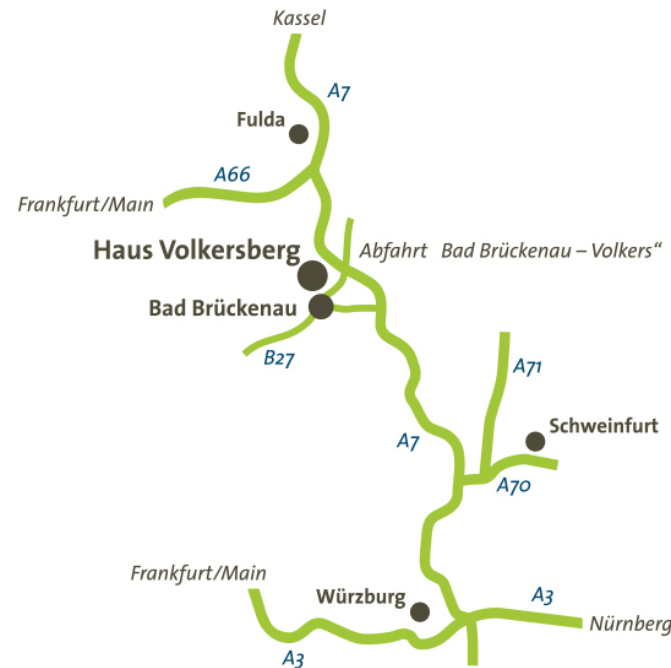 Kassel
A7
Fulda
A66
Frankfurt/Main
Haus Volkersberg
Abfahrt Bad Brückenau – Volkers“
Bad Brückenau
B27
A71
A7
Schweinfurt
A70
Frankfurt/Main
Würzburg
A3
Nürnberg
A3